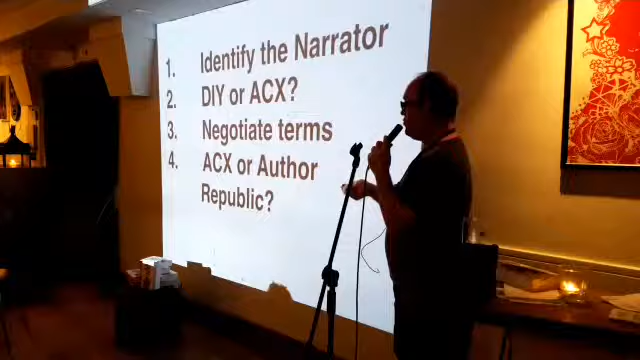 1. Identify the Narrator
2. DIY or ACX?
3. Negotiate terms
4. ACX or Author
Republic?